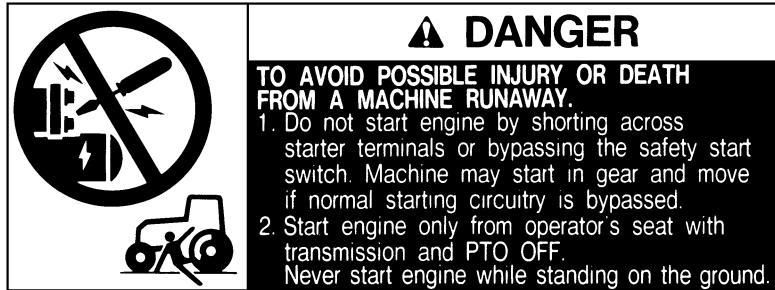 DANGER
TO AVOID POSSIBLE INJURY OR DEATH
FROM A MACHINE RUNAWAY.
1. Do not start engine by shorting across
starter terminals or bypassing the safety start
switch. Machine may start in gear and move
if normal starting circuitry is bypassed.
2. Start engine only from operator's seat with
transmission and PTO OFF.
Never start engine while standing on the ground.